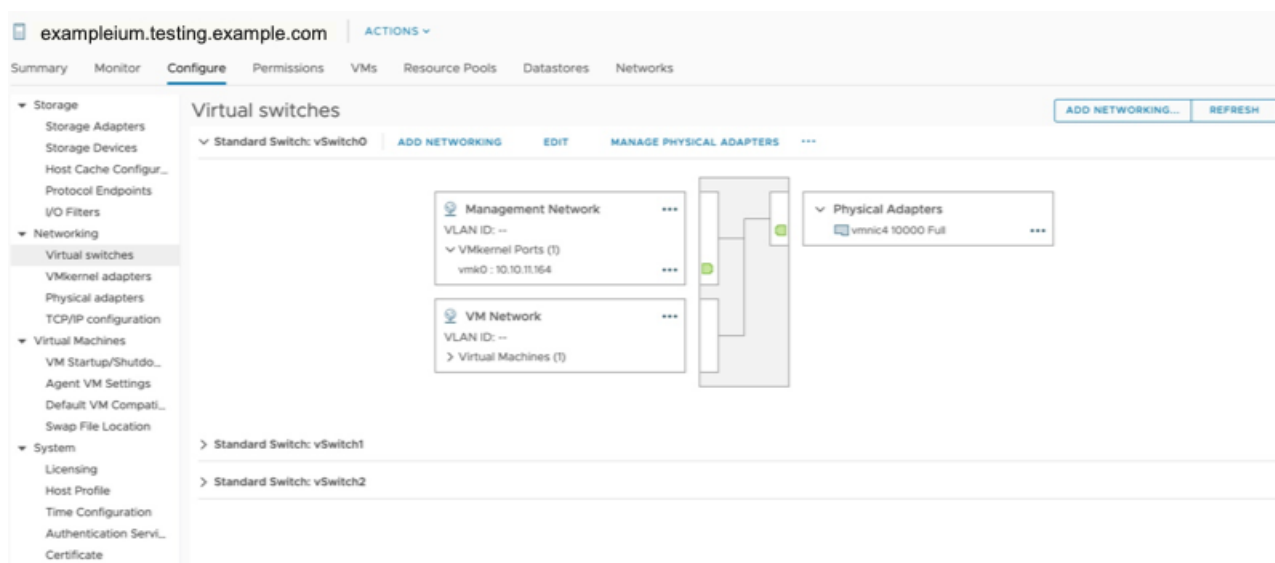 exampleium.testing.example.com ACTIONS
Summary Monitor Configure Permissions VMs Resource Pools Datastores Networks
Storage
Storage Adapters
Storage Devices
Host Cache Configur...
Protocol Endpoints
I/O Filters
Networking
Virtual switches
VMkernel adapters
Physical adapters
TCP/IP configuration
Virtual Machines
VM Startup/Shutdo...
Agent VM Settings
Default VM Compati...
Swap File Location
System
Licensing
Host Profile
Time Configuration
Authentication Servi...
Certificate
Virtual switches
ADD NETWORKING... REFRESH
Standard Switch: vSwitch0 ADD NETWORKING EDIT MANAGE PHYSICAL ADAPTERS ...
Management Network ...
VLAN ID: --
VMkernel Ports (1)
vmk0 : 10.10.11.164 ...
VM Network ...
VLAN ID: --
Virtual Machines (1)
Physical Adapters
vmnic4 10000 Full ...
Standard Switch: vSwitch1
Standard Switch: vSwitch2